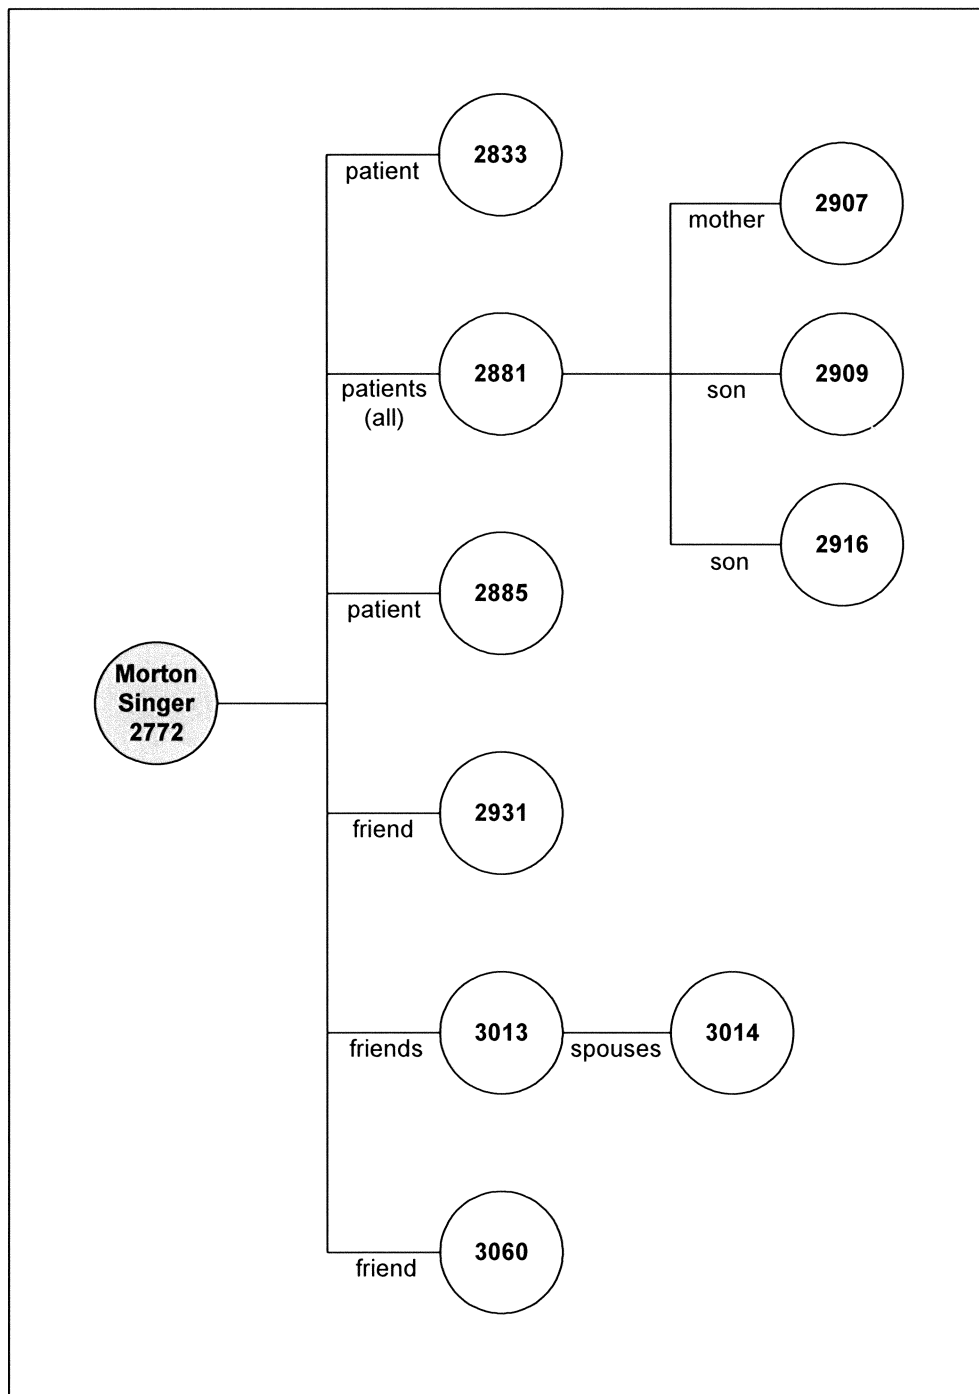 2833
patient
2907
mother
2881
patients
(all)
2909
son
2916
son
2885
patient
Morton
Singer
2772
2931
friend
3013
friends
spouses
3014
3060
friend